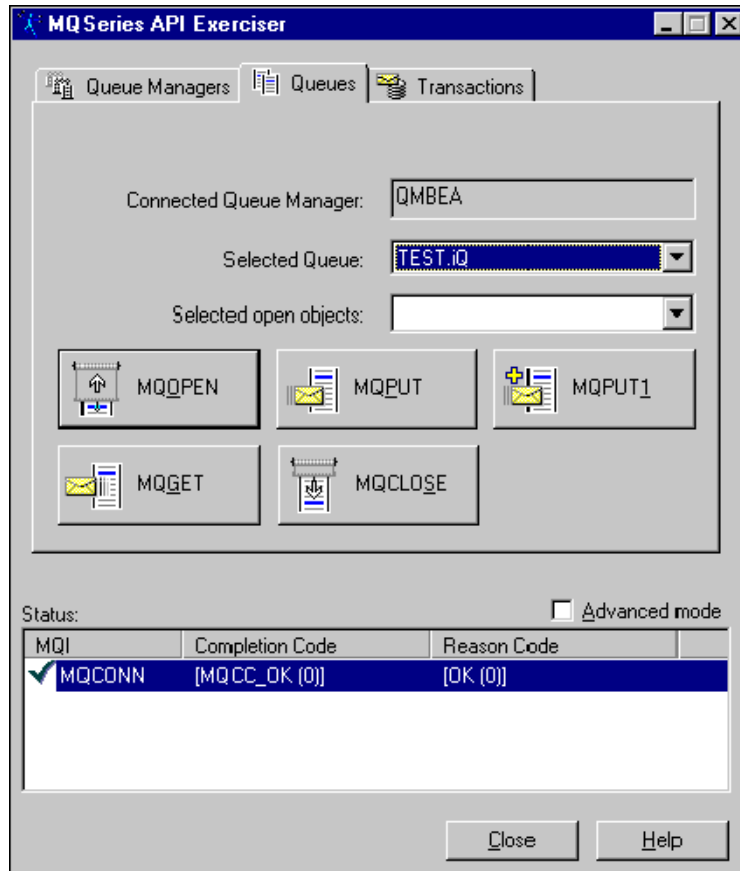 MQSeries API Exerciser
Queue Managers Queues Transactions
Connected Queue Manager: QMBEA
Selected Queue: TEST.iQ
Selected open objects:
MQOPEN MQPUT MQPUT1
MQGET MQCLOSE
Status: Advanced mode
MQI Completion Code Reason Code
MQCONN [MQCC_OK (0)] [OK (0)]
Close Help